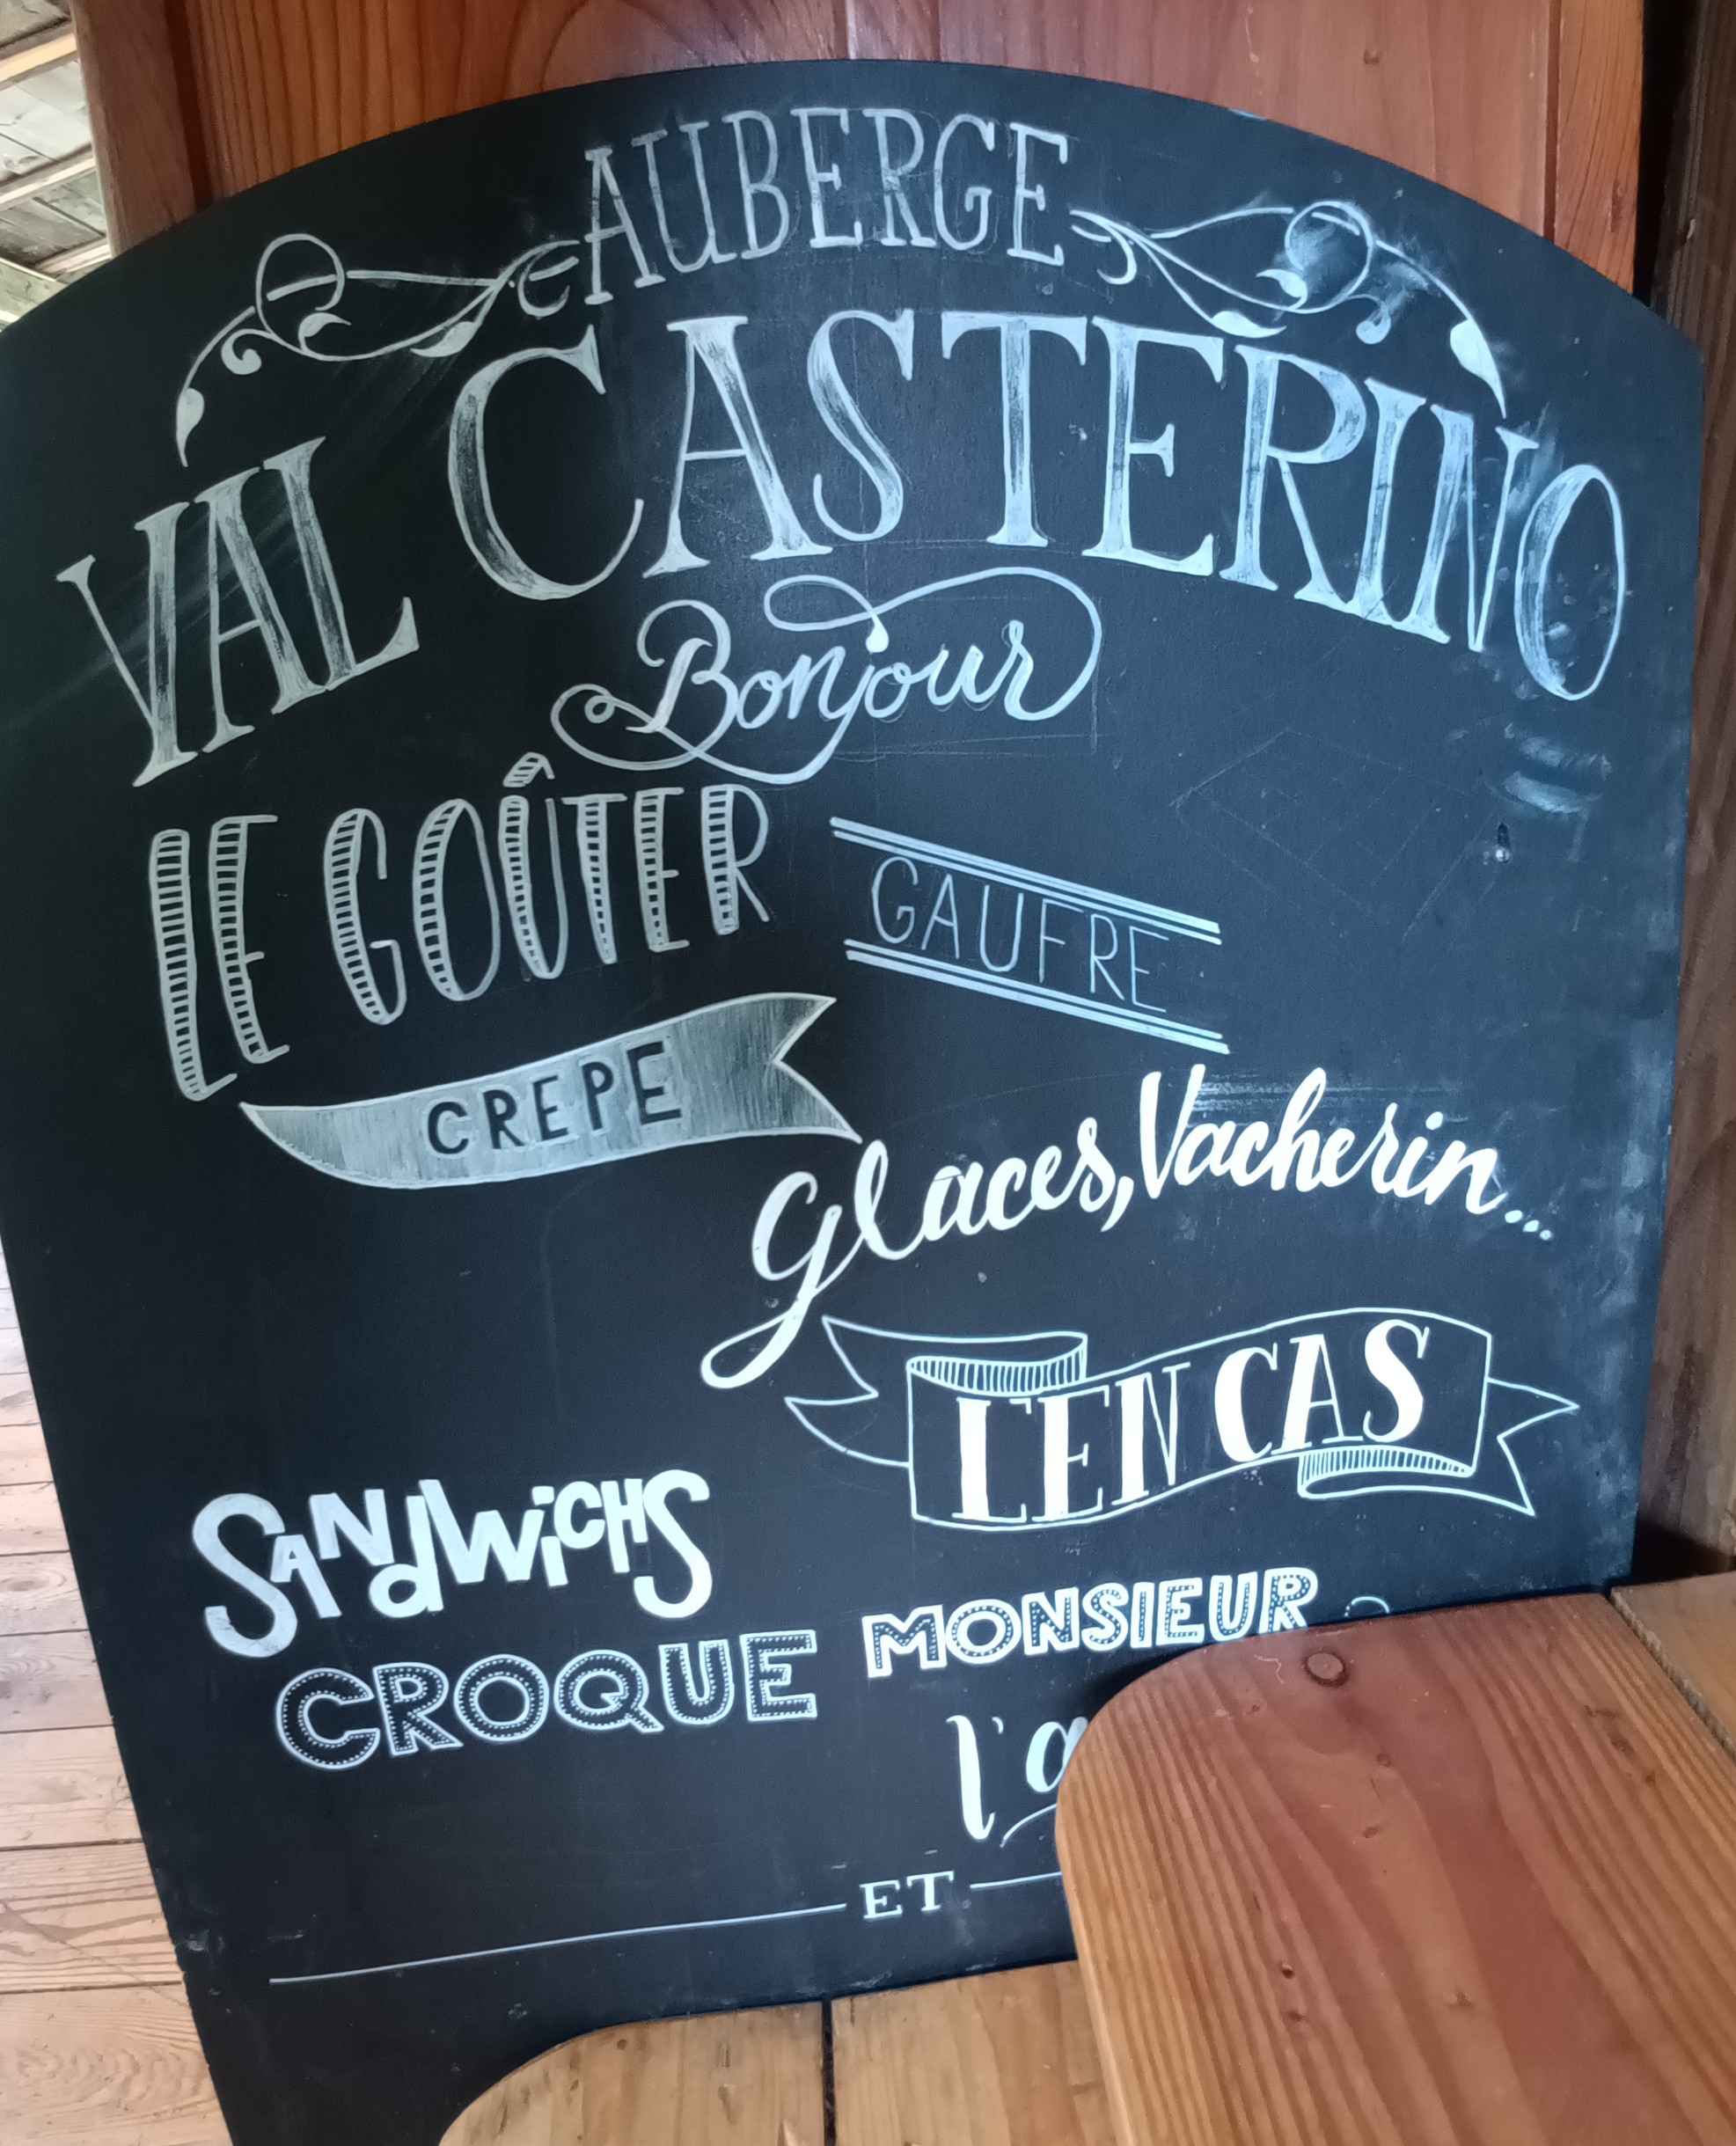 AUBERGE
VAL CASTERINO
Bonjour
LE GOÛTER
GAUFRE
CREPE
Glaces, Vacherin...
L'EN CAS
SANdWiCHS
CROQUE MONSIEUR
ET